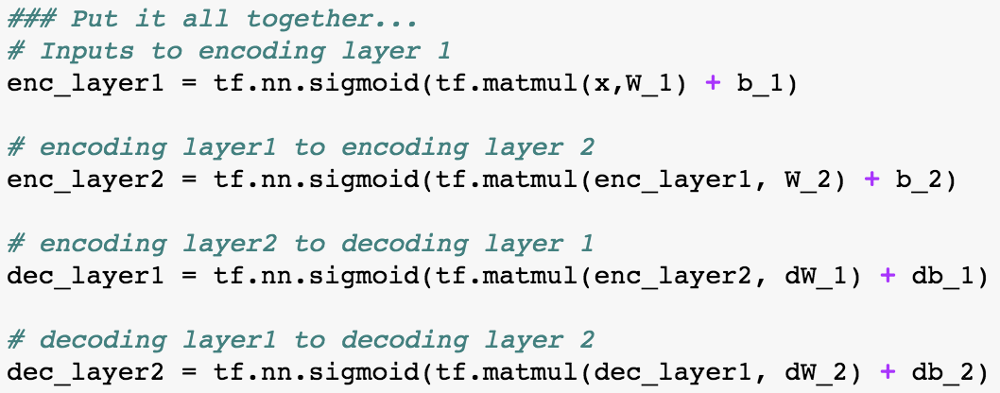 ### Put it all together...
# Inputs to encoding layer 1
enc_layer1 = tf.nn.sigmoid(tf.matmul(x,W_1) + b_1)
# encoding layer1 to encoding layer 2
enc_layer2 = tf.nn.sigmoid(tf.matmul(enc_layer1, W_2) + b_2)
# encoding layer2 to decoding layer 1
dec_layer1 = tf.nn.sigmoid(tf.matmul(enc_layer2, dW_1) + db_1)
# decoding layer1 to decoding layer 2
dec_layer2 = tf.nn.sigmoid(tf.matmul(dec_layer1, dW_2) + db_2)